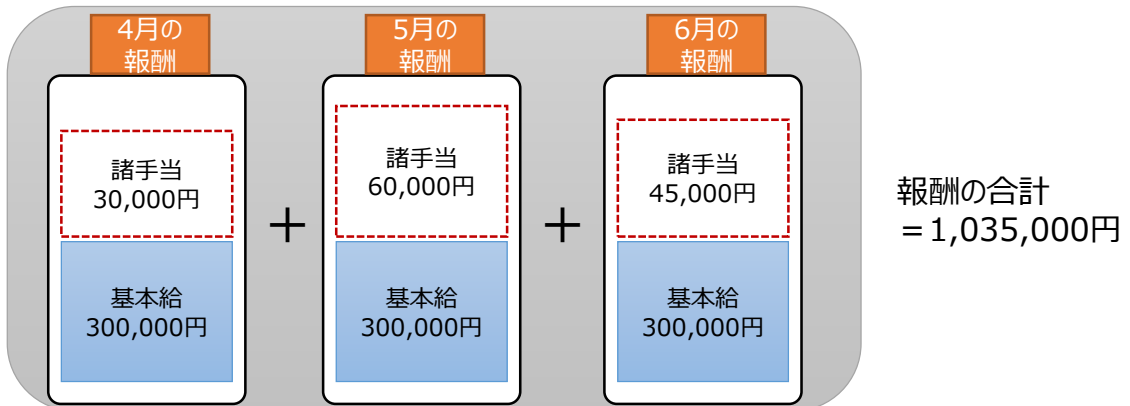 4月の
報酬
5月の
報酬
6月の
報酬
諸手当
30,000円
諸手当
60,000円
諸手当
45,000円
+
+
基本給
300,000円
基本給
300,000円
基本給
300,000円
報酬の合計
=1,035,000円